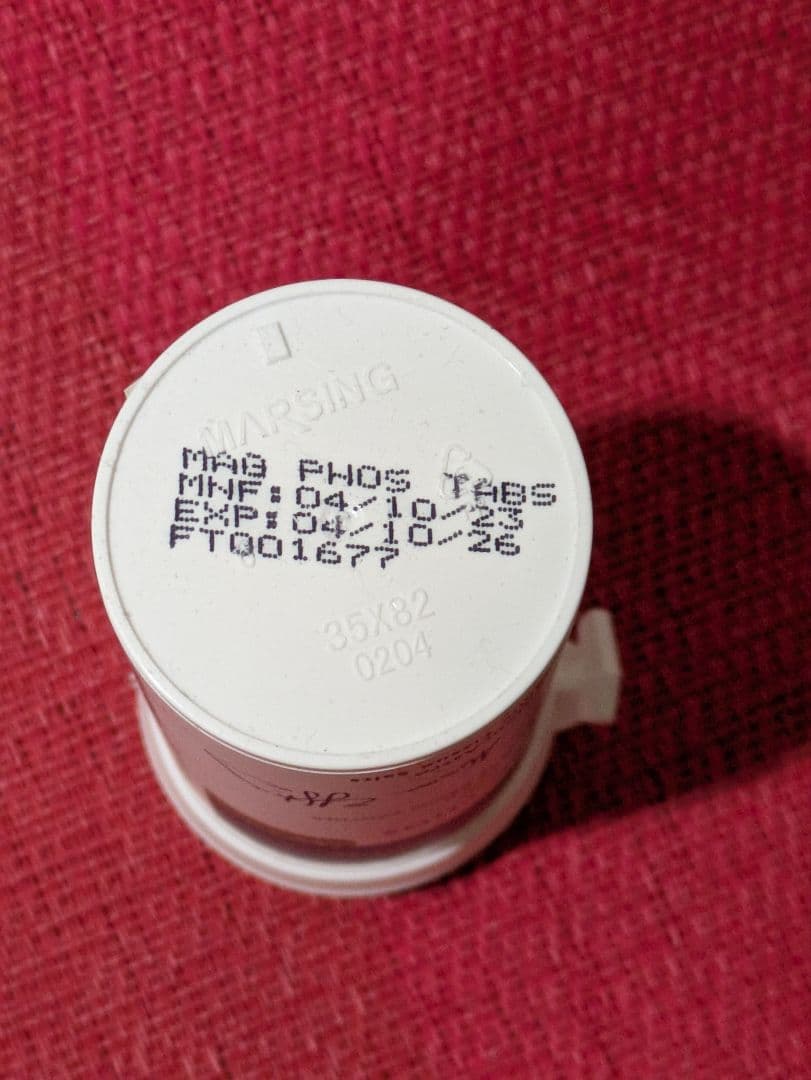 MARSING
MAG PHOS TABS
MNF:04/10/23
EXP:04/10/26
FT001677
35X82
0204